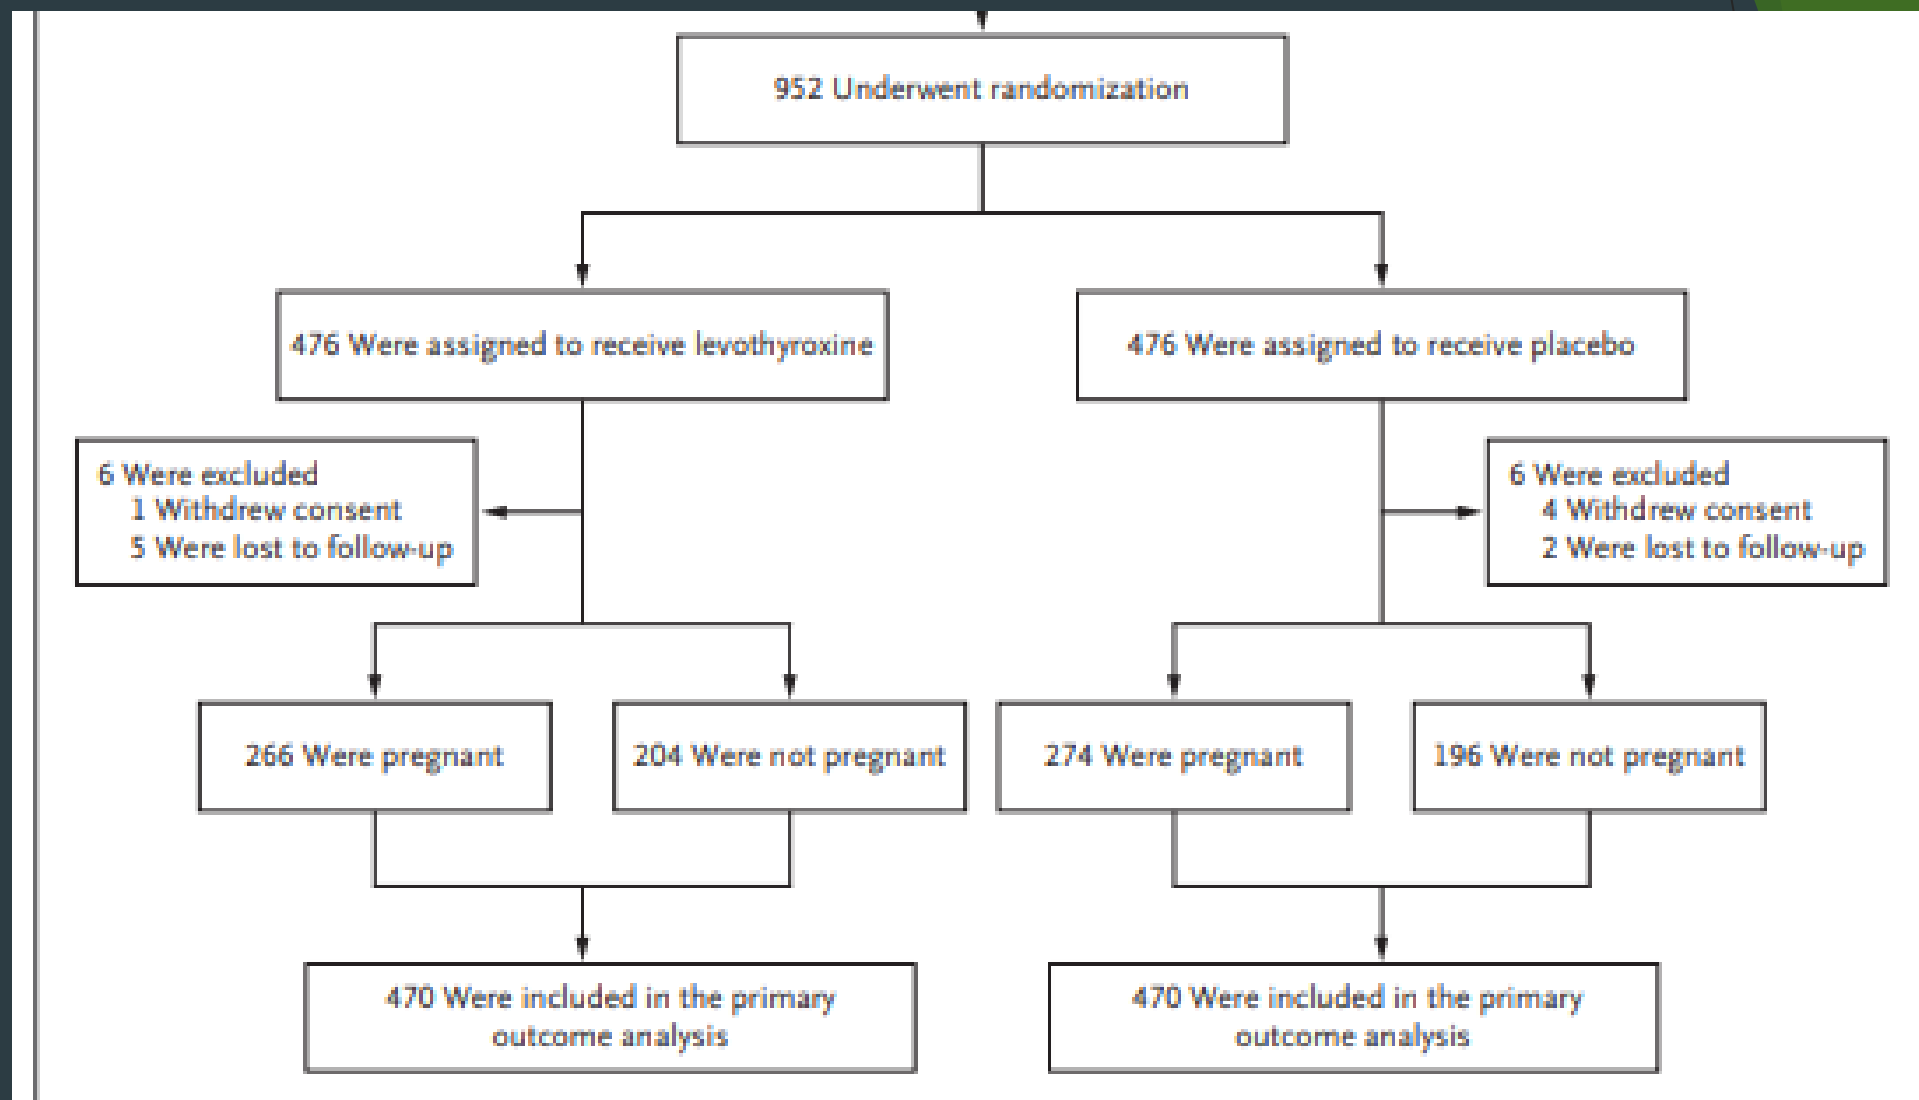 952 Underwent randomization
476 Were assigned to receive levothyroxine
476 Were assigned to receive placebo
6 Were excluded
1 Withdrew consent
5 Were lost to follow-up
6 Were excluded
4 Withdrew consent
2 Were lost to follow-up
266 Were pregnant
204 Were not pregnant
274 Were pregnant
196 Were not pregnant
470 Were included in the primary
outcome analysis
470 Were included in the primary
outcome analysis